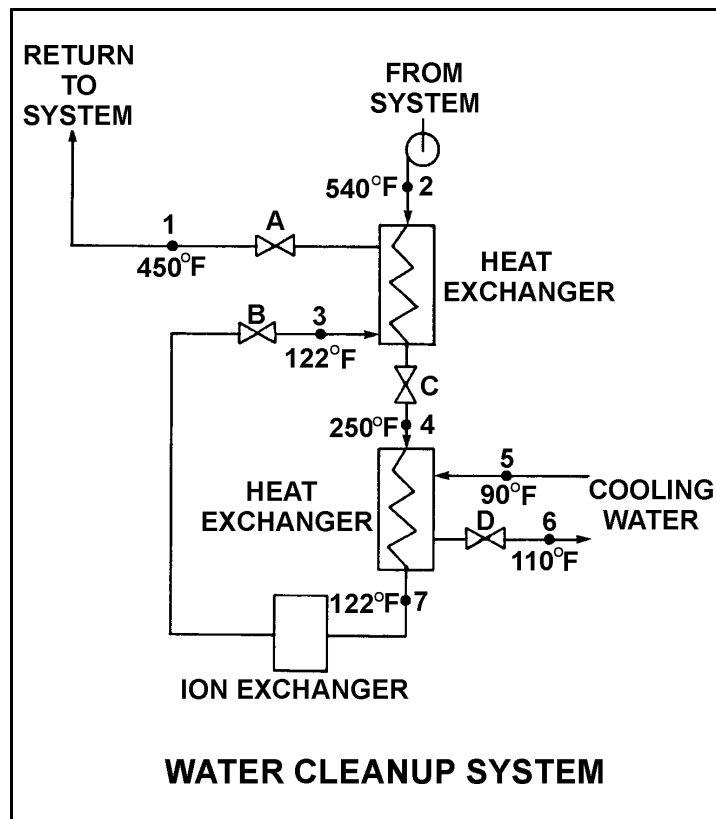 RETURN
TO
SYSTEM
FROM
SYSTEM
540°F 2
1
A
450°F
HEAT
EXCHANGER
B
3
122°F
C
250°F 4
HEAT
EXCHANGER
5
90°F
COOLING
WATER
D
6
110°F
122°F 7
ION EXCHANGER
WATER CLEANUP SYSTEM